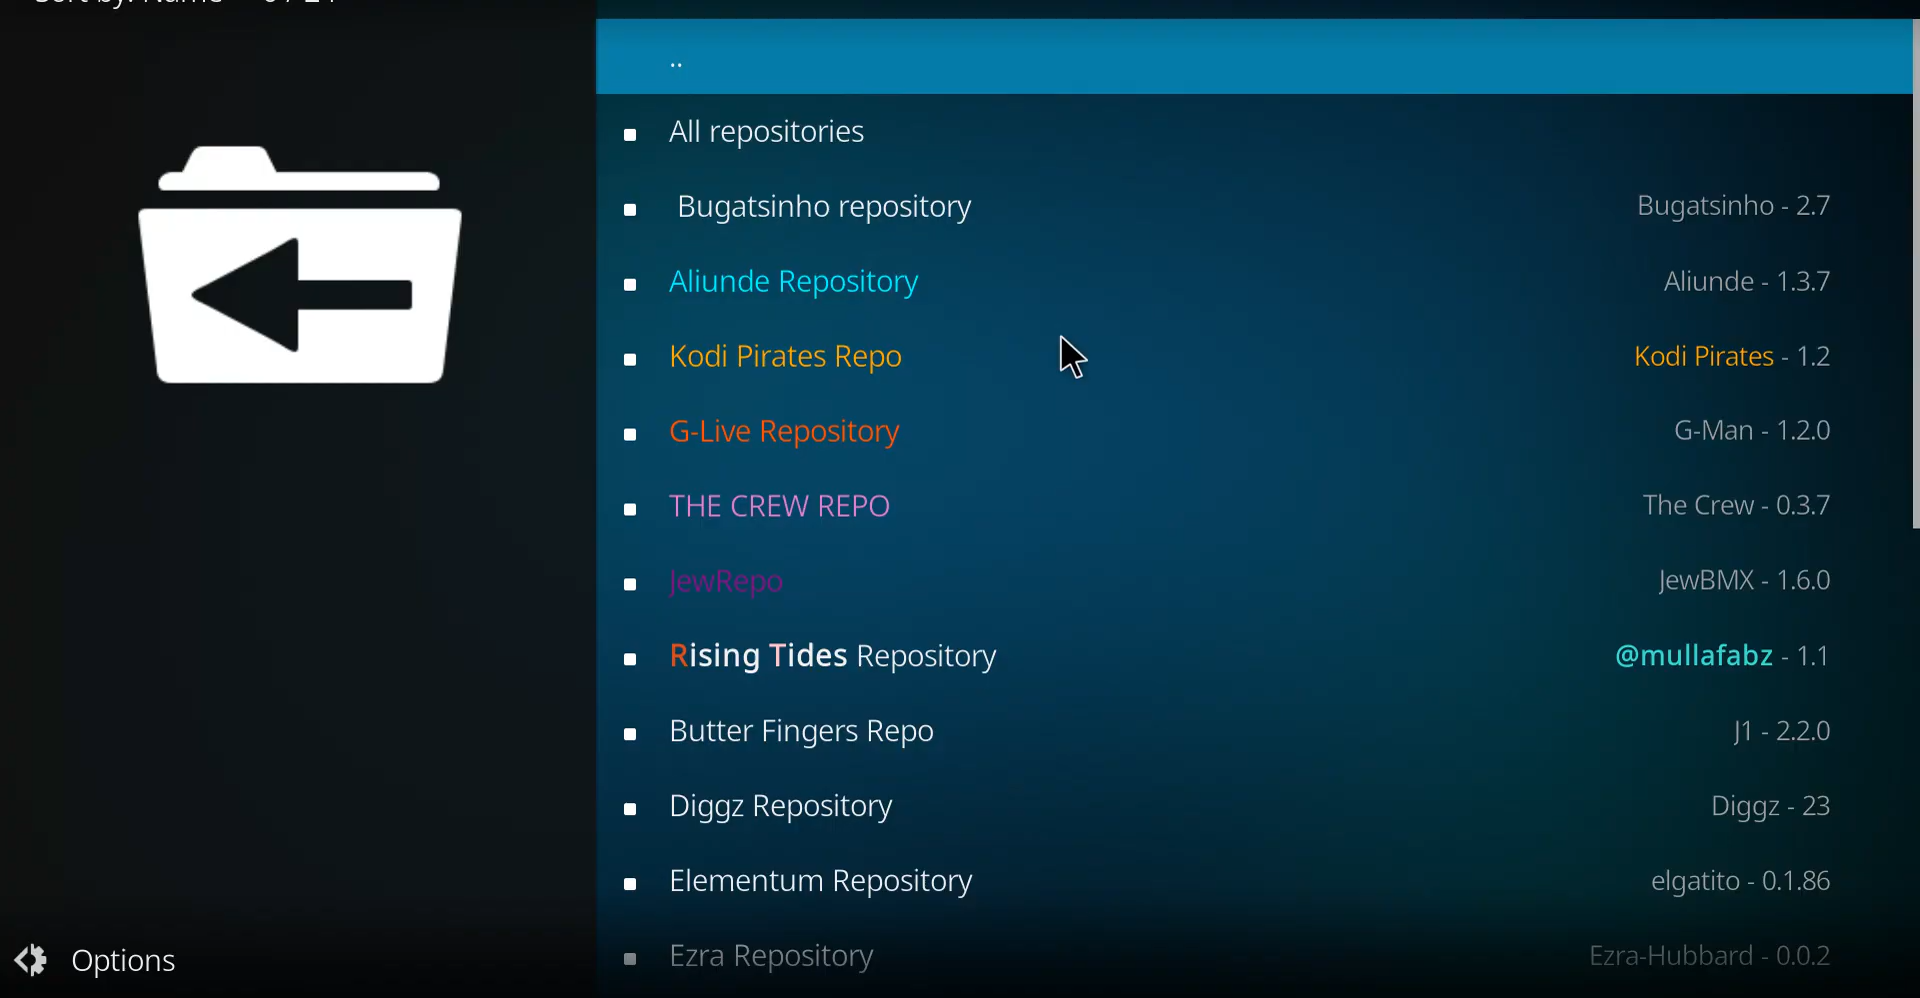 Sort by: Name
..
All repositories
Bugatsinho repository Bugatsinho - 2.7
Aliunde Repository Aliunde - 1.3.7
Kodi Pirates Repo Kodi Pirates - 1.2
G-Live Repository G-Man - 1.2.0
THE CREW REPO The Crew - 0.3.7
JewRepo JewBMX - 1.6.0
Rising Tides Repository @mullafabz - 1.1
Butter Fingers Repo J1 - 2.2.0
Diggz Repository Diggz - 23
Elementum Repository elgatito - 0.1.86
Ezra Repository Ezra-Hubbard - 0.0.2
Options